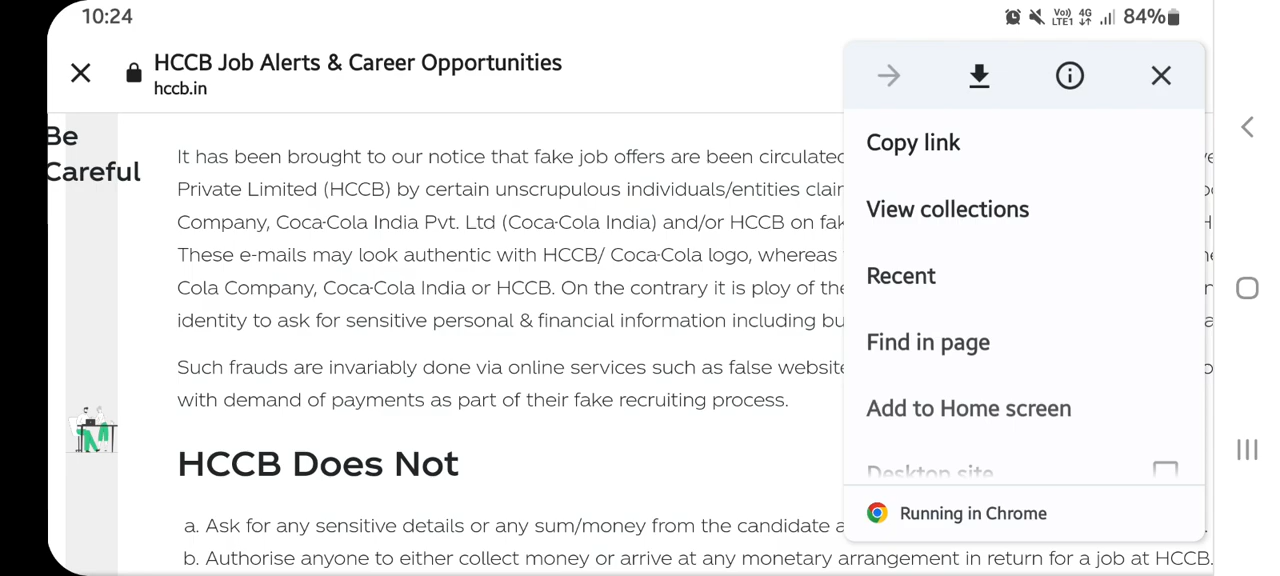 10:24
Vo)) LTE1 4G 84%
HCCB Job Alerts & Career Opportunities
hccb.in
Be
Careful
It has been brought to our notice that fake job offers are been circulated
Private Limited (HCCB) by certain unscrupulous individuals/entities
Company, Coca-Cola India Pvt. Ltd (Coca-Cola India) and/or HCCB on
These e-mails may look authentic with HCCB/ Coca-Cola logo, whereas
Cola Company, Coca-Cola India or HCCB. On the contrary it is ploy of
identity to ask for sensitive personal & financial information including
Such frauds are invariably done via online services such as false
with demand of payments as part of their fake recruiting process.
HCCB Does Not
a. Ask for any sensitive details or any sum/money from the candidate
b. Authorise anyone to either collect money or arrive at any monetary arrangement in return for a job at HCCB.
Copy link
View collections
Recent
Find in page
Add to Home screen
Desktop site
Running in Chrome